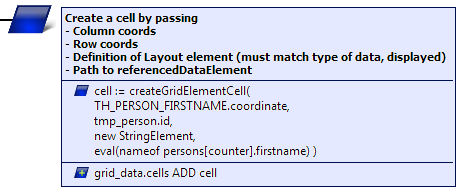 Create a cell by passing
- Column coords
- Row coords
- Definition of Layout element (must match type of data, displayed)
- Path to referencedDataElement
cell := createGridElementCell(
TH_PERSON_FIRSTNAME.coordinate,
tmp_person.id,
new StringElement,
eval(nameof persons[counter].firstname) )
grid_data.cells ADD cell